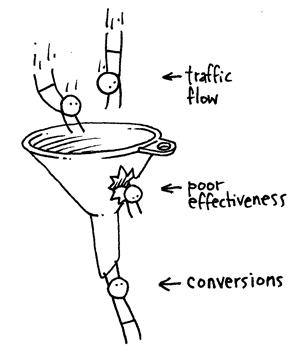 ← traffic
flow
← poor
effectiveness
← conversions